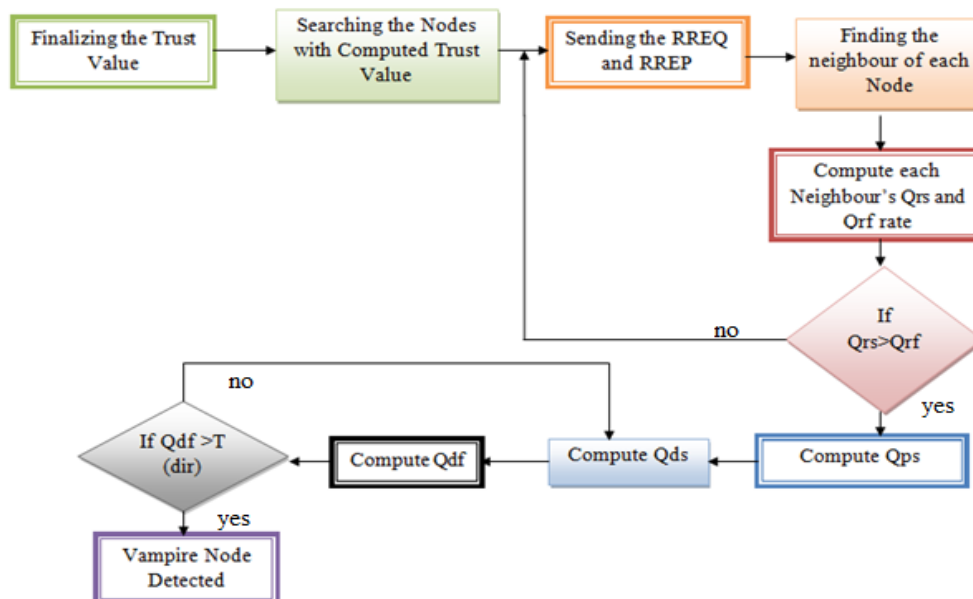 Finalizing the Trust
Value
Searching the Nodes
with Computed Trust
Value
Sending the RREQ
and RREP
Finding the
neighbour of each
Node
Compute each
Neighbour's Qrs and
Qrf rate
If
Qrs>Qrf
no
yes
Compute Qps
Compute Qds
Compute Qdf
If Qdf >T
(dir)
no
yes
Vampire Node
Detected